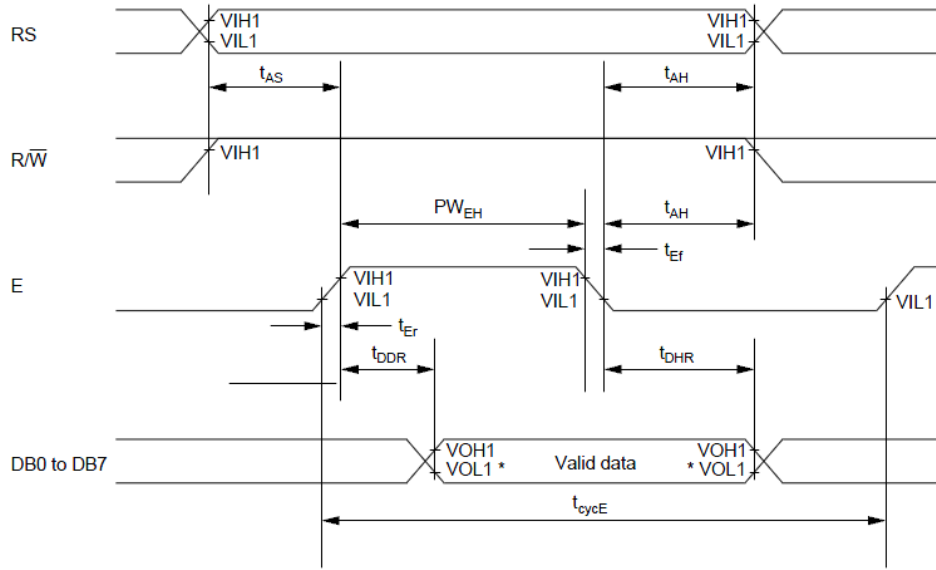 RS
VIH1
VIL1
VIH1
VIL1
tAS
tAH
R/W̅
VIH1
VIH1
PWEH
tAH
tEf
E
VIH1
VIL1
VIH1
VIL1
VIL1
tEr
tDDR
tDHR
DB0 to DB7
VOH1
VOL1 *
Valid data
VOH1
* VOL1
tcycE